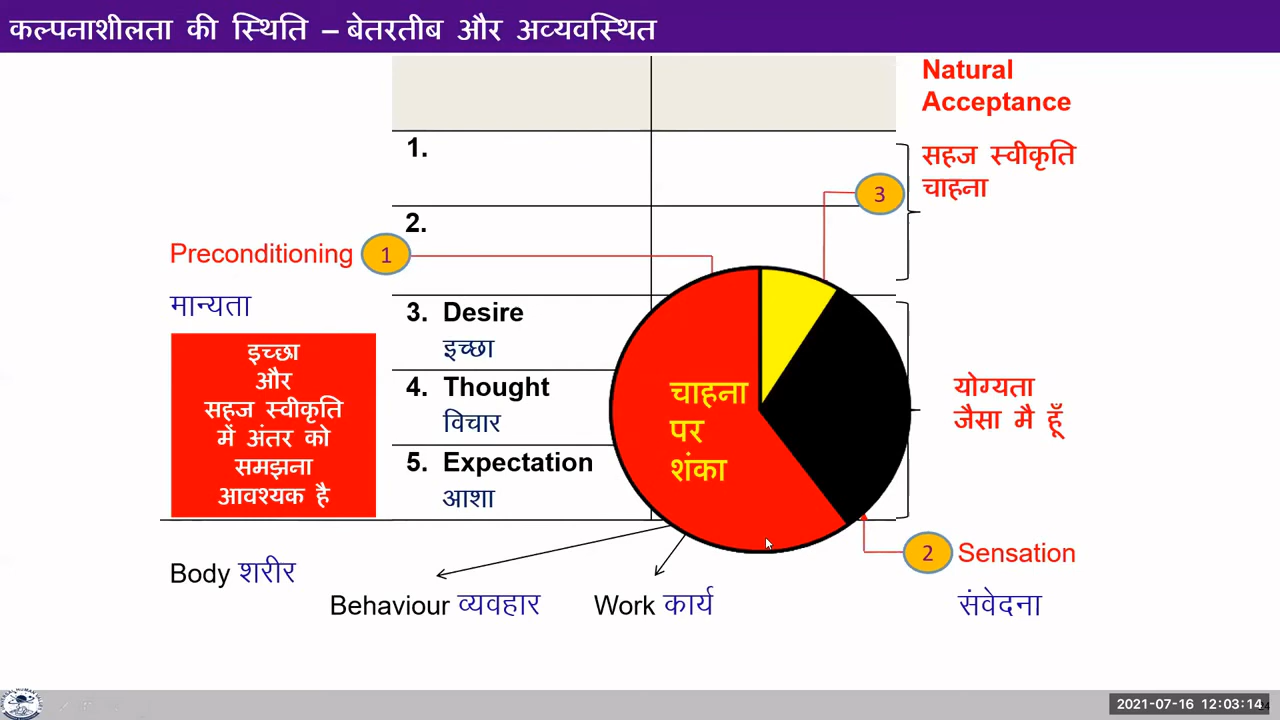 कल्पनाशीलता की स्थिति – बेतरतीब और अव्यवस्थित
Natural
Acceptance
1.
सहज स्वीकृति
चाहना
3
2.
Preconditioning
1
मान्यता
3. Desire
इच्छा
4. Thought
विचार
5. Expectation
आशा
इच्छा
और
सहज स्वीकृति
में अंतर को
समझना
आवश्यक है
चाहना
पर
शंका
योग्यता
जैसा मै हूँ
2
Sensation
संवेदना
Body शरीर
Behaviour व्यवहार
Work कार्य
2021-07-16 12:03:14